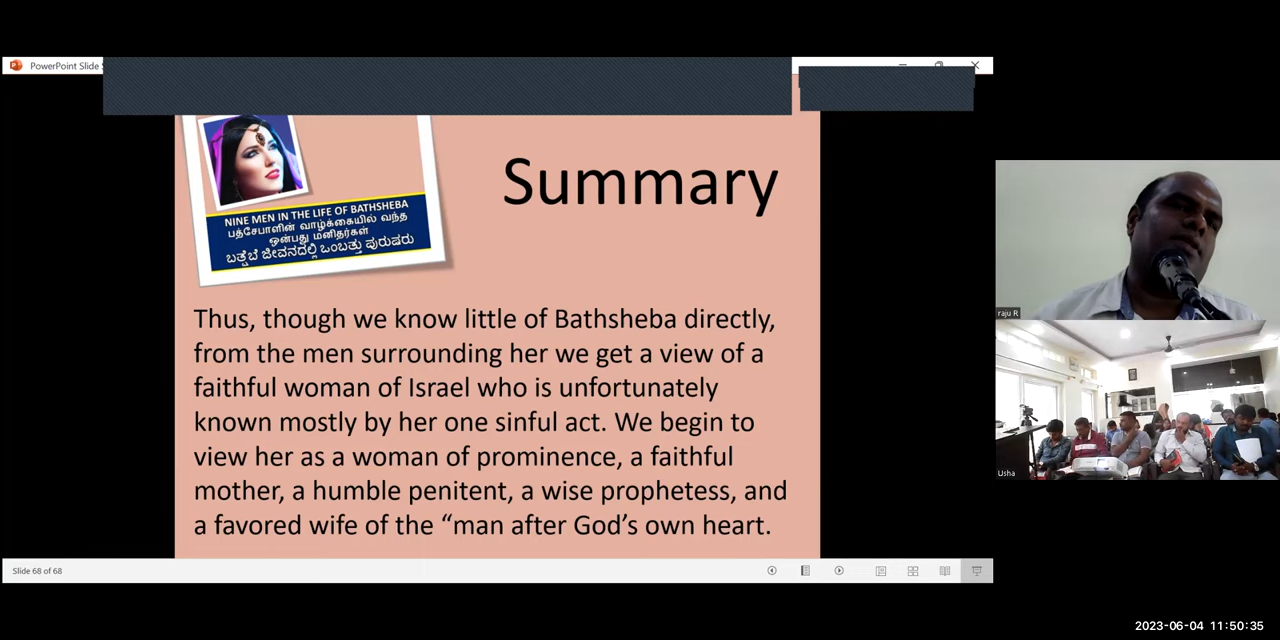 PowerPoint Slide S
Summary
NINE MEN IN THE LIFE OF BATHSHEBA
பத்சேபாளின் வாழ்க்கையில் வந்த
ஒன்பது மனிதர்கள்
ಬತ್ಷೆಬೆ ಜೀವನದಲ್ಲಿ ಒಂಬತ್ತು ಪುರುಷರು
Thus, though we know little of Bathsheba directly,
from the men surrounding her we get a view of a
faithful woman of Israel who is unfortunately
known mostly by her one sinful act. We begin to
view her as a woman of prominence, a faithful
mother, a humble penitent, a wise prophetess, and
a favored wife of the “man after God’s own heart.
Slide 68 of 68
raju R
Usha
2023-06-04 11:50:35